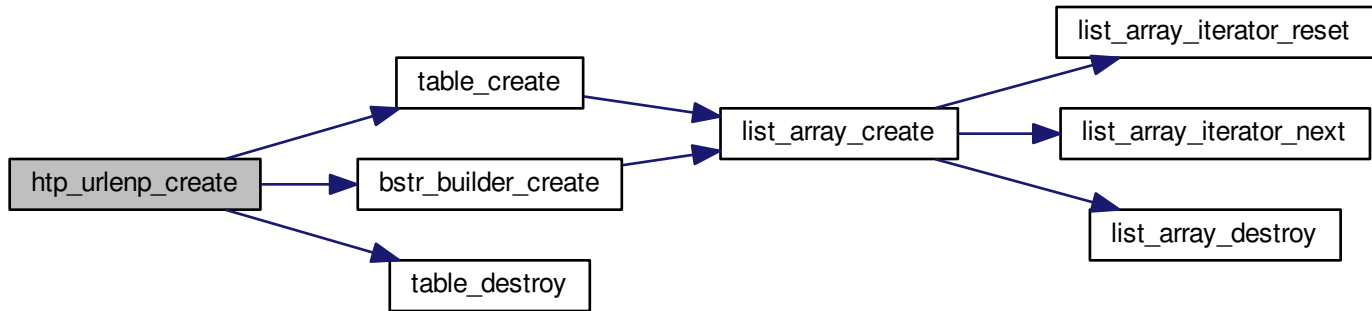 htp_urlenp_create
table_create
bstr_builder_create
table_destroy
list_array_create
list_array_iterator_reset
list_array_iterator_next
list_array_destroy